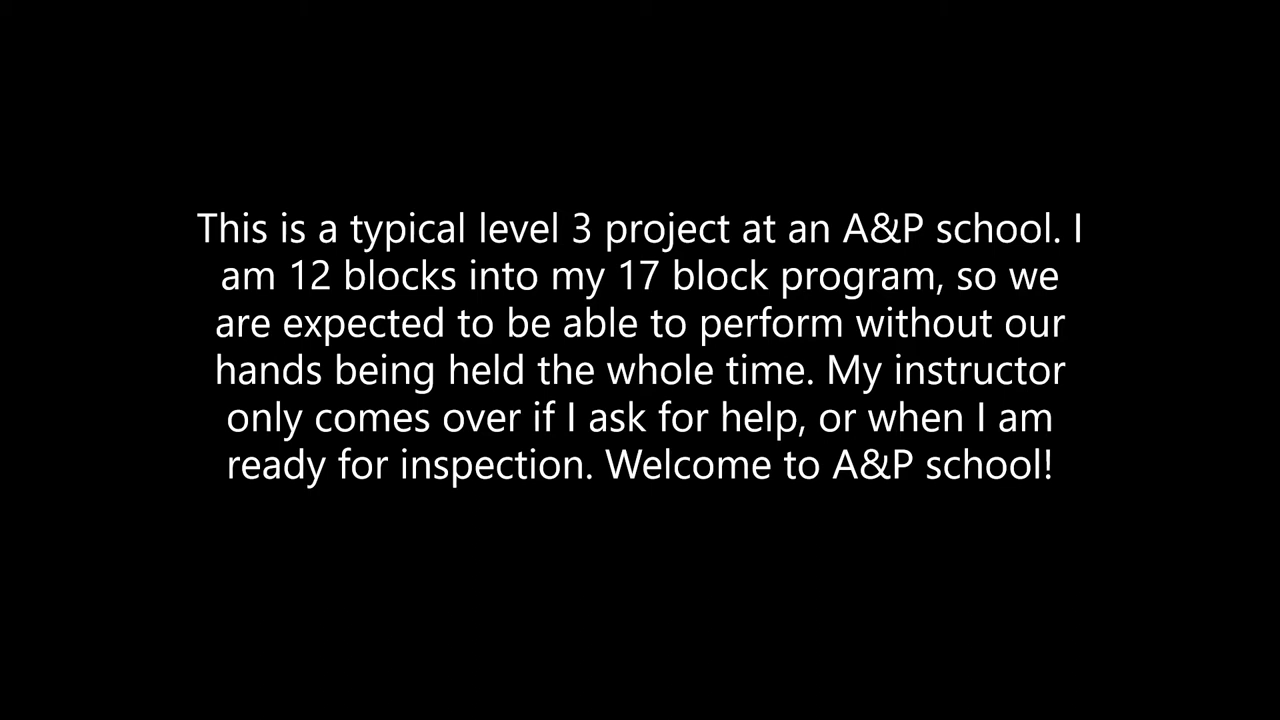 This is a typical level 3 project at an A&P school. I
am 12 blocks into my 17 block program, so we
are expected to be able to perform without our
hands being held the whole time. My instructor
only comes over if I ask for help, or when I am
ready for inspection. Welcome to A&P school!